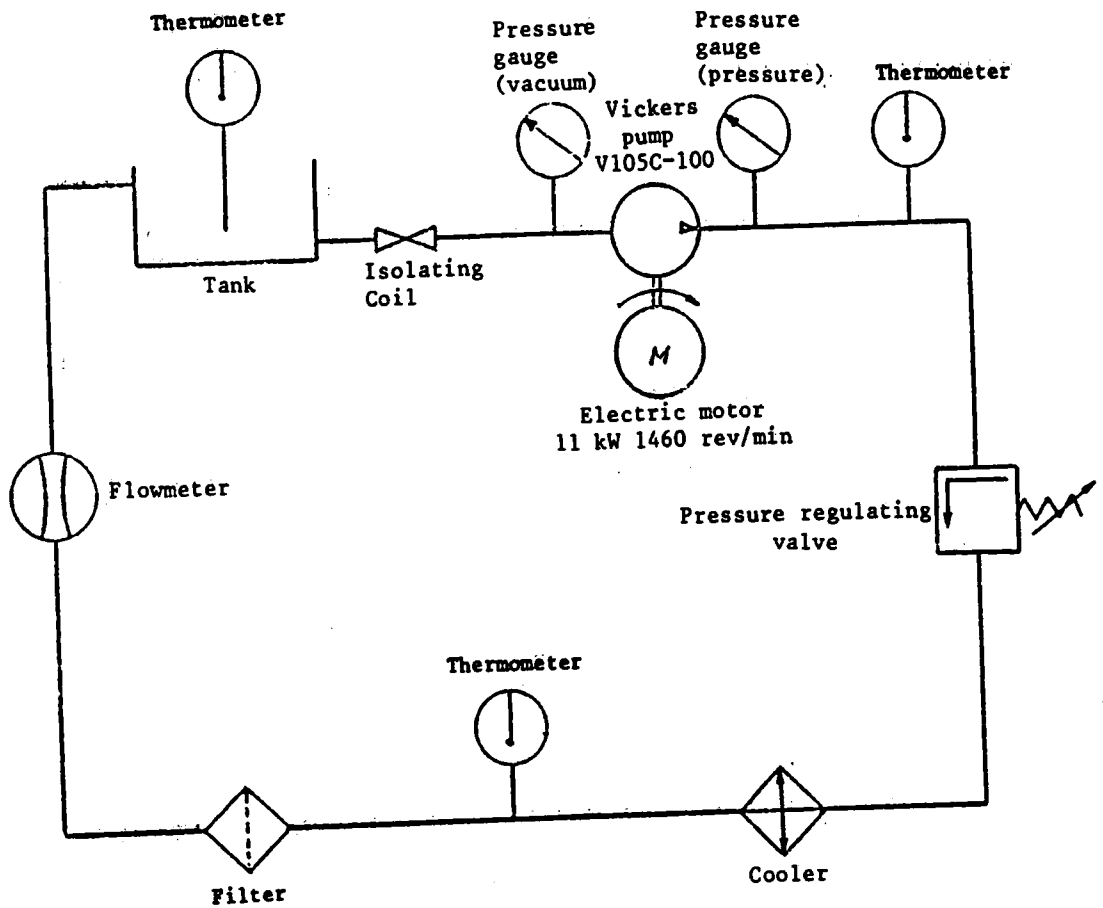 Thermometer
Pressure
gauge
(vacuum)
Pressure
gauge
(pressure)
Thermometer
Vickers
pump
V105C-100
Tank
Isolating
Coil
M
Electric motor
11 kW 1460 rev/min
Flowmeter
Pressure regulating
valve
Thermometer
Filter
Cooler